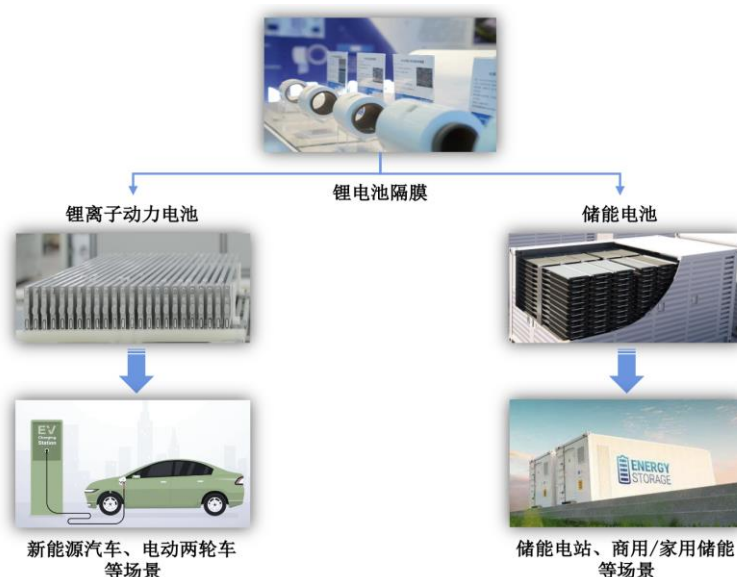 锂电池隔膜
锂离子动力电池
储能电池
EV
Charging
Station
ENERGY
STORAGE
新能源汽车、电动两轮车
等场景
储能电站、商用/家用储能
等场景